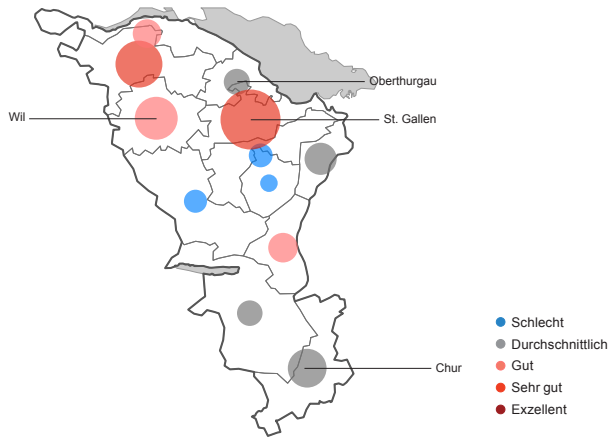 Oberthurgau
Wil
St. Gallen
Chur
Schlecht
Durchschnittlich
Gut
Sehr gut
Exzellent